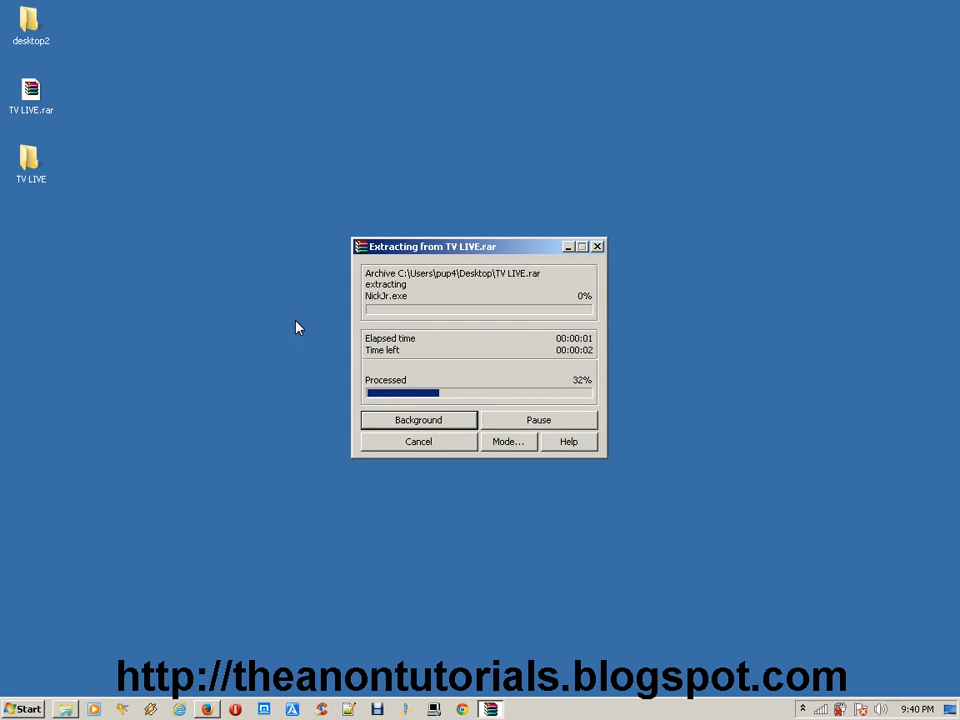 desktop2
TV LIVE.rar
TV LIVE
Extracting from TV LIVE.rar
Archive C:\Users\pup4\Desktop\TV LIVE.rar
extracting
NickJr.exe 0%
Elapsed time 00:00:01
Time left 00:00:02
Processed 32%
Background Pause
Cancel Mode... Help
http://theanontutorials.blogspot.com
Start 9:40 PM